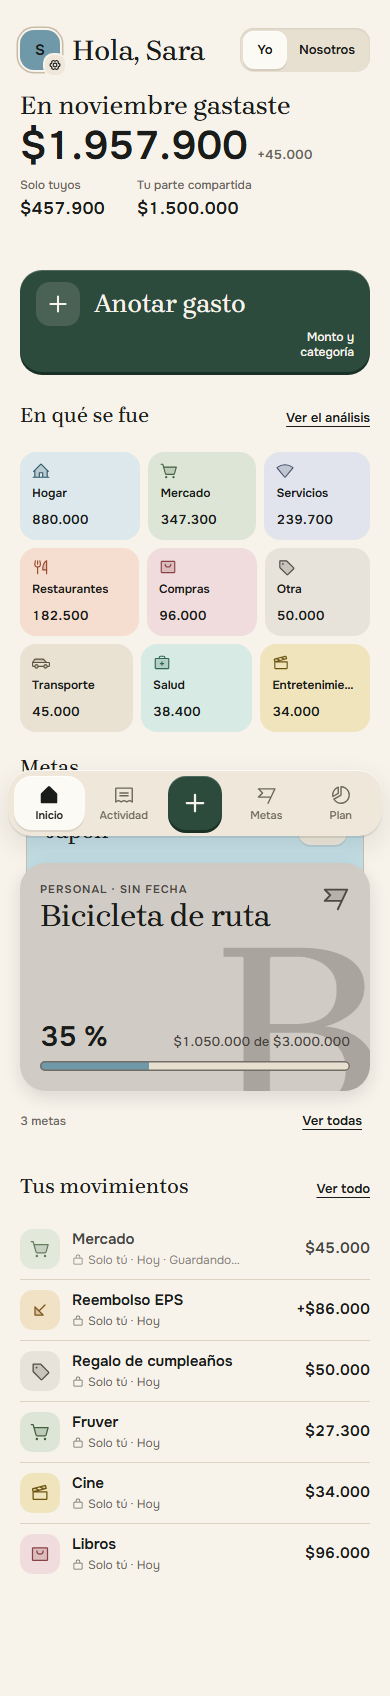 S
Hola, Sara
Yo
Nosotros
En noviembre gastaste
$1.957.900 +45.000
Solo tuyos
Tu parte compartida
$457.900
$1.500.000
Anotar gasto
Monto y
categoría
En qué se fue
Ver el análisis
Hogar
880.000
Mercado
347.300
Servicios
239.700
Restaurantes
182.500
Compras
96.000
Otra
50.000
Transporte
45.000
Salud
38.400
Entretenimie...
34.000
Metas
Inicio
Actividad
Metas
Plan
Japón
PERSONAL · SIN FECHA
Bicicleta de ruta
B
35 %
$1.050.000 de $3.000.000
3 metas
Ver todas
Tus movimientos
Ver todo
Mercado
Solo tú · Hoy · Guardando...
$45.000
Reembolso EPS
Solo tú · Hoy
+$86.000
Regalo de cumpleaños
Solo tú · Hoy
$50.000
Fruver
Solo tú · Hoy
$27.300
Cine
Solo tú · Hoy
$34.000
Libros
Solo tú · Hoy
$96.000